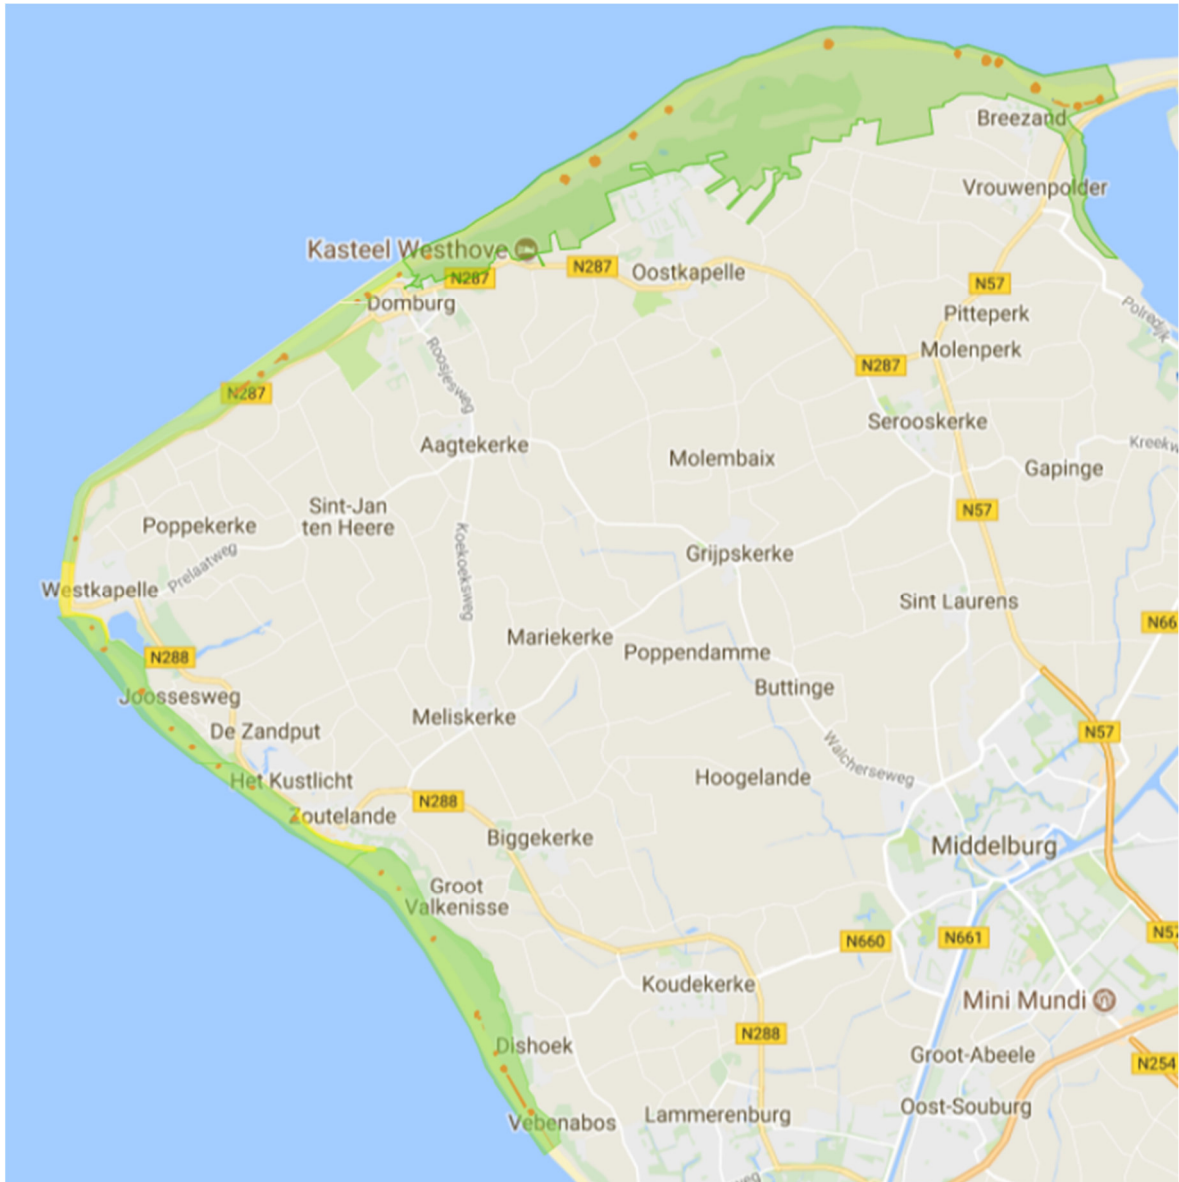 Breezand
Vrouwenpolder
Kasteel Westhove
N287
N287
Oostkapelle
N57
Domburg
Polredijk
Pitteperk
Roosjesweg
Molenperk
N287
N287
Serooskerke
Aagtekerke
Molembaix
Gapinge
Kreekw
Sint-Jan
ten Heere
N57
Poppekerke
Prelaatweg
Koekoeksweg
Grijpskerke
Westkapelle
Sint Laurens
N66
Mariekerke
Poppendamme
N288
Buttinge
Joossesweg
Meliskerke
De Zandput
N57
Walcherseweg
Het Kustlicht
Hoogelande
N288
Zoutelande
Biggekerke
Middelburg
Groot
Valkenisse
N660
N661
N57
Koudekerke
Mini Mundi
N288
Dishoek
Groot-Abeele
N254
Vebenabos
Lammerenburg
Oost-Souburg